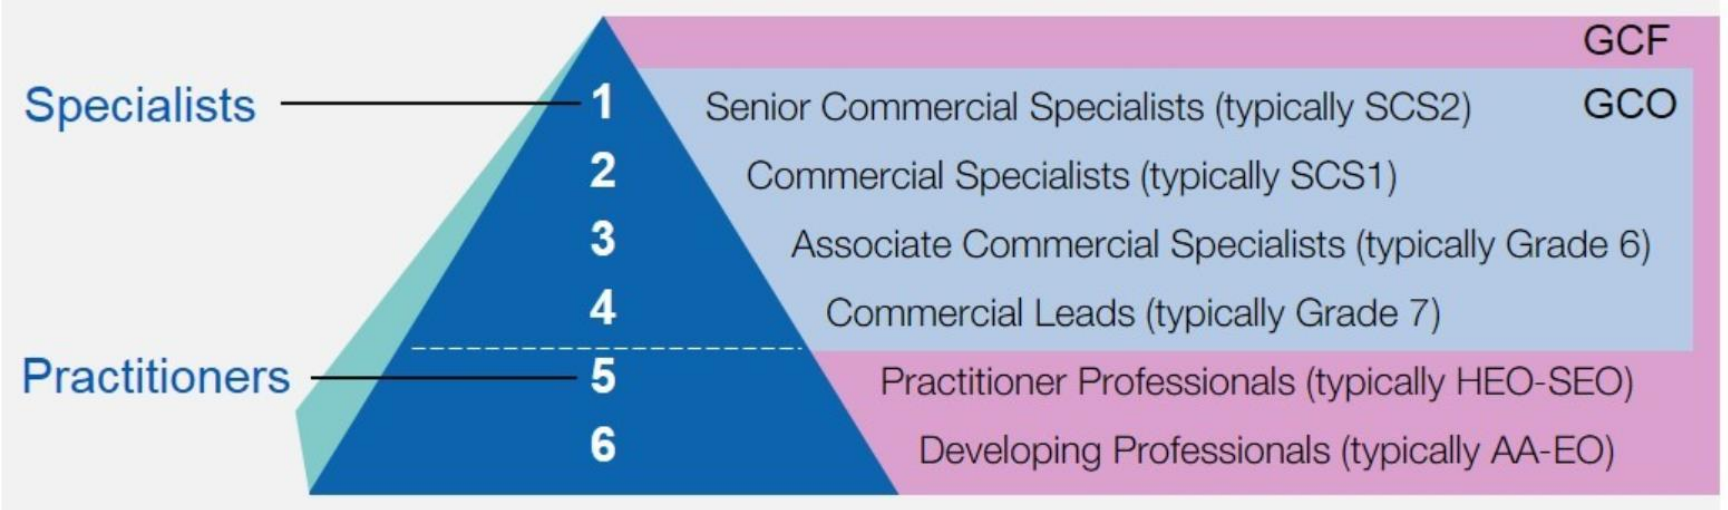 GCF
Specialists 1 Senior Commercial Specialists (typically SCS2) GCO
2 Commercial Specialists (typically SCS1)
3 Associate Commercial Specialists (typically Grade 6)
4 Commercial Leads (typically Grade 7)
Practitioners 5 Practitioner Professionals (typically HEO-SEO)
6 Developing Professionals (typically AA-EO)